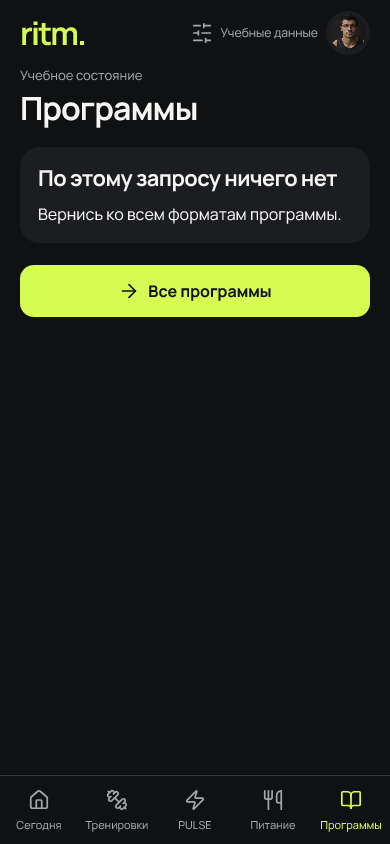 ritm.
Учебные данные
Учебное состояние
Программы
По этому запросу ничего нет
Вернись ко всем форматам программы.
Все программы
Сегодня
Тренировки
PULSE
Питание
Программы